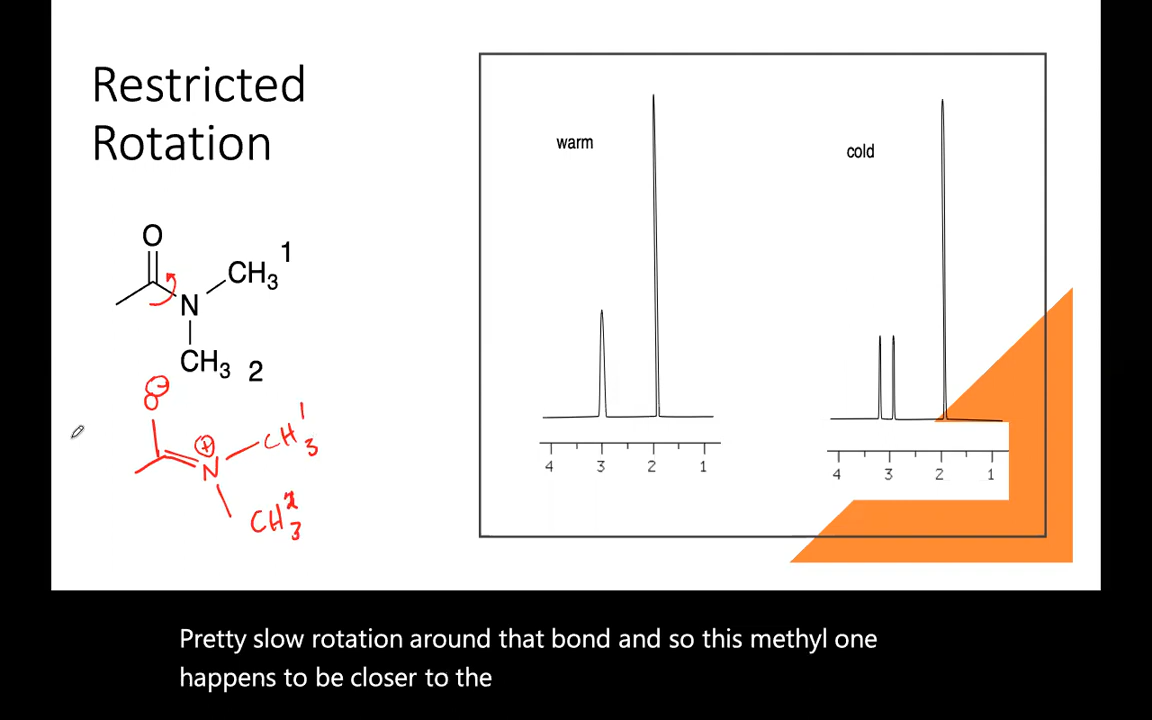 Restricted
Rotation
O
CH3 1
N
CH3 2
⊖
O
⊕
N
CH3 1
CH3 2
warm
4 3 2 1
cold
4 3 2 1
Pretty slow rotation around that bond and so this methyl one
happens to be closer to the